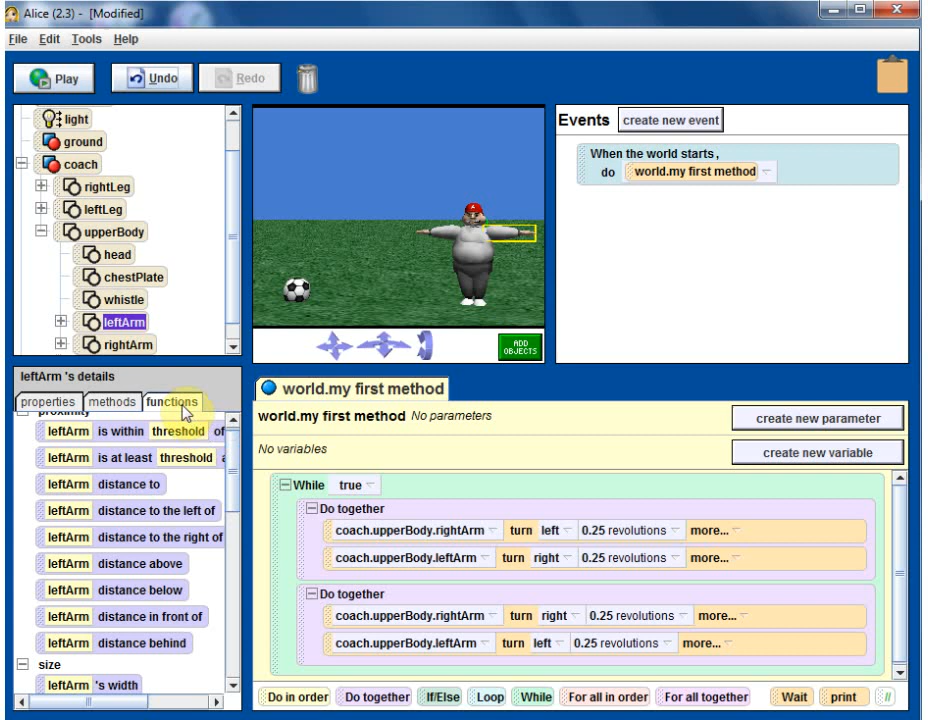 Alice (2.3) - [Modified]
File Edit Tools Help
Play Undo Redo
light
ground
coach
rightLeg
leftLeg
upperBody
head
chestPlate
whistle
leftArm
rightArm
ADD
OBJECTS
Events create new event
When the world starts,
do world.my first method
leftArm 's details
properties methods functions
proximity
leftArm is within threshold of
leftArm is at least threshold a
leftArm distance to
leftArm distance to the left of
leftArm distance to the right of
leftArm distance above
leftArm distance below
leftArm distance in front of
leftArm distance behind
size
leftArm 's width
world.my first method
world.my first method No parameters create new parameter
No variables create new variable
While true
Do together
coach.upperBody.rightArm turn left 0.25 revolutions more...
coach.upperBody.leftArm turn right 0.25 revolutions more...
Do together
coach.upperBody.rightArm turn right 0.25 revolutions more...
coach.upperBody.leftArm turn left 0.25 revolutions more...
Do in order Do together If/Else Loop While For all in order For all together Wait print //